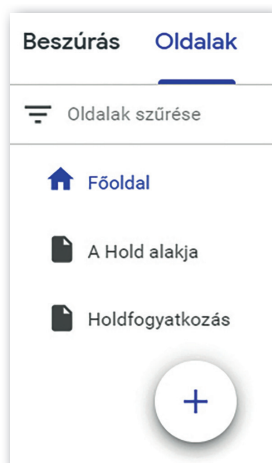 Beszúrás Oldalak
Oldalak szűrése
Főoldal
A Hold alakja
Holdfogyatkozás